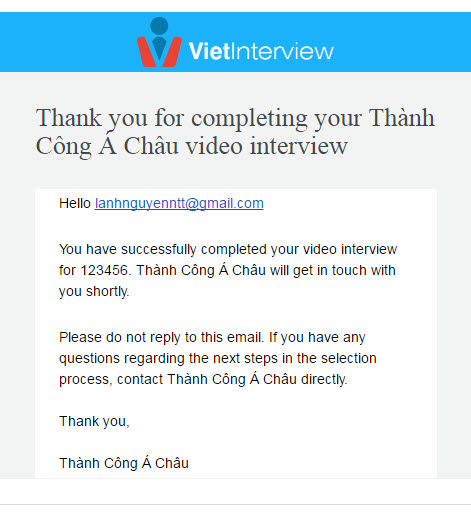 VietInterview
Thank you for completing your Thành
Công Á Châu video interview
Hello lanhnguyenntt@gmail.com
You have successfully completed your video interview
for 123456. Thành Công Á Châu will get in touch with
you shortly.
Please do not reply to this email. If you have any
questions regarding the next steps in the selection
process, contact Thành Công Á Châu directly.
Thank you,
Thành Công Á Châu